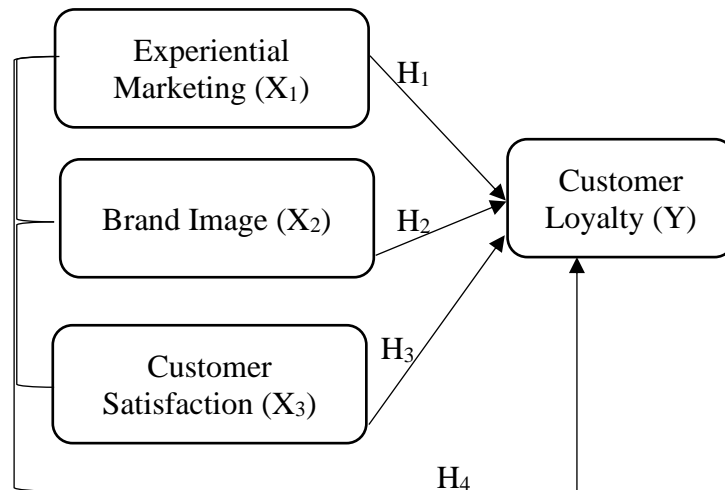 Experiential
Marketing (X₁)
H₁
Customer
Loyalty (Y)
Brand Image (X₂)
H₂
H₃
Customer
Satisfaction (X₃)
H₄